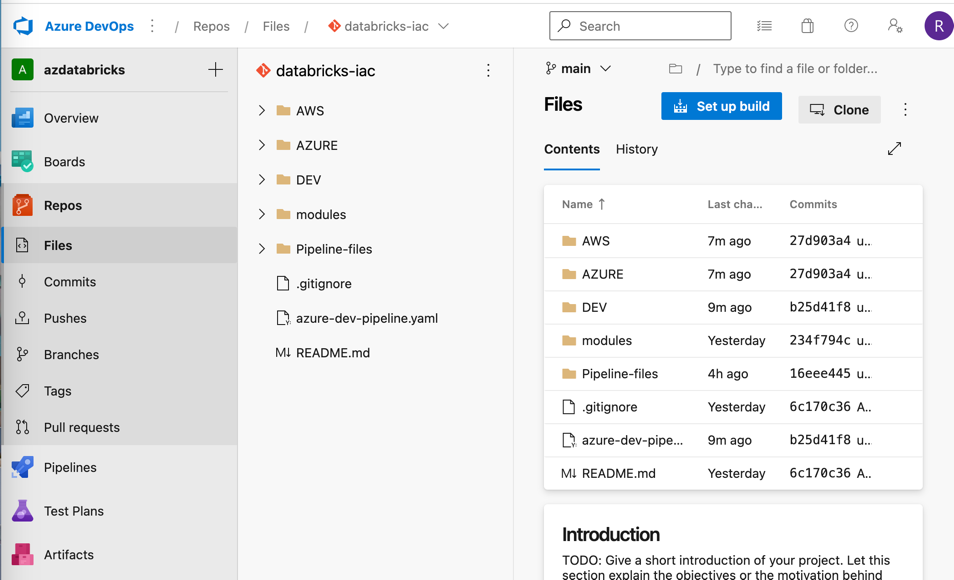 Azure DevOps / Repos / Files / databricks-iac
Search
R
A azdatabricks
Overview
Boards
Repos
Files
Commits
Pushes
Branches
Tags
Pull requests
Pipelines
Test Plans
Artifacts
databricks-iac
AWS
AZURE
DEV
modules
Pipeline-files
.gitignore
azure-dev-pipeline.yaml
M↓ README.md
main / Type to find a file or folder...
Files
Set up build
Clone
Contents History
Name ↑ Last cha... Commits
AWS 7m ago 27d903a4 u..
AZURE 7m ago 27d903a4 u..
DEV 9m ago b25d41f8 u..
modules Yesterday 234f794c u..
Pipeline-files 4h ago 16eee445 u..
.gitignore Yesterday 6c170c36 A..
azure-dev-pipe... 9m ago b25d41f8 u..
M↓ README.md Yesterday 6c170c36 A..
Introduction
TODO: Give a short introduction of your project. Let this
section explain the objectives or the motivation behind